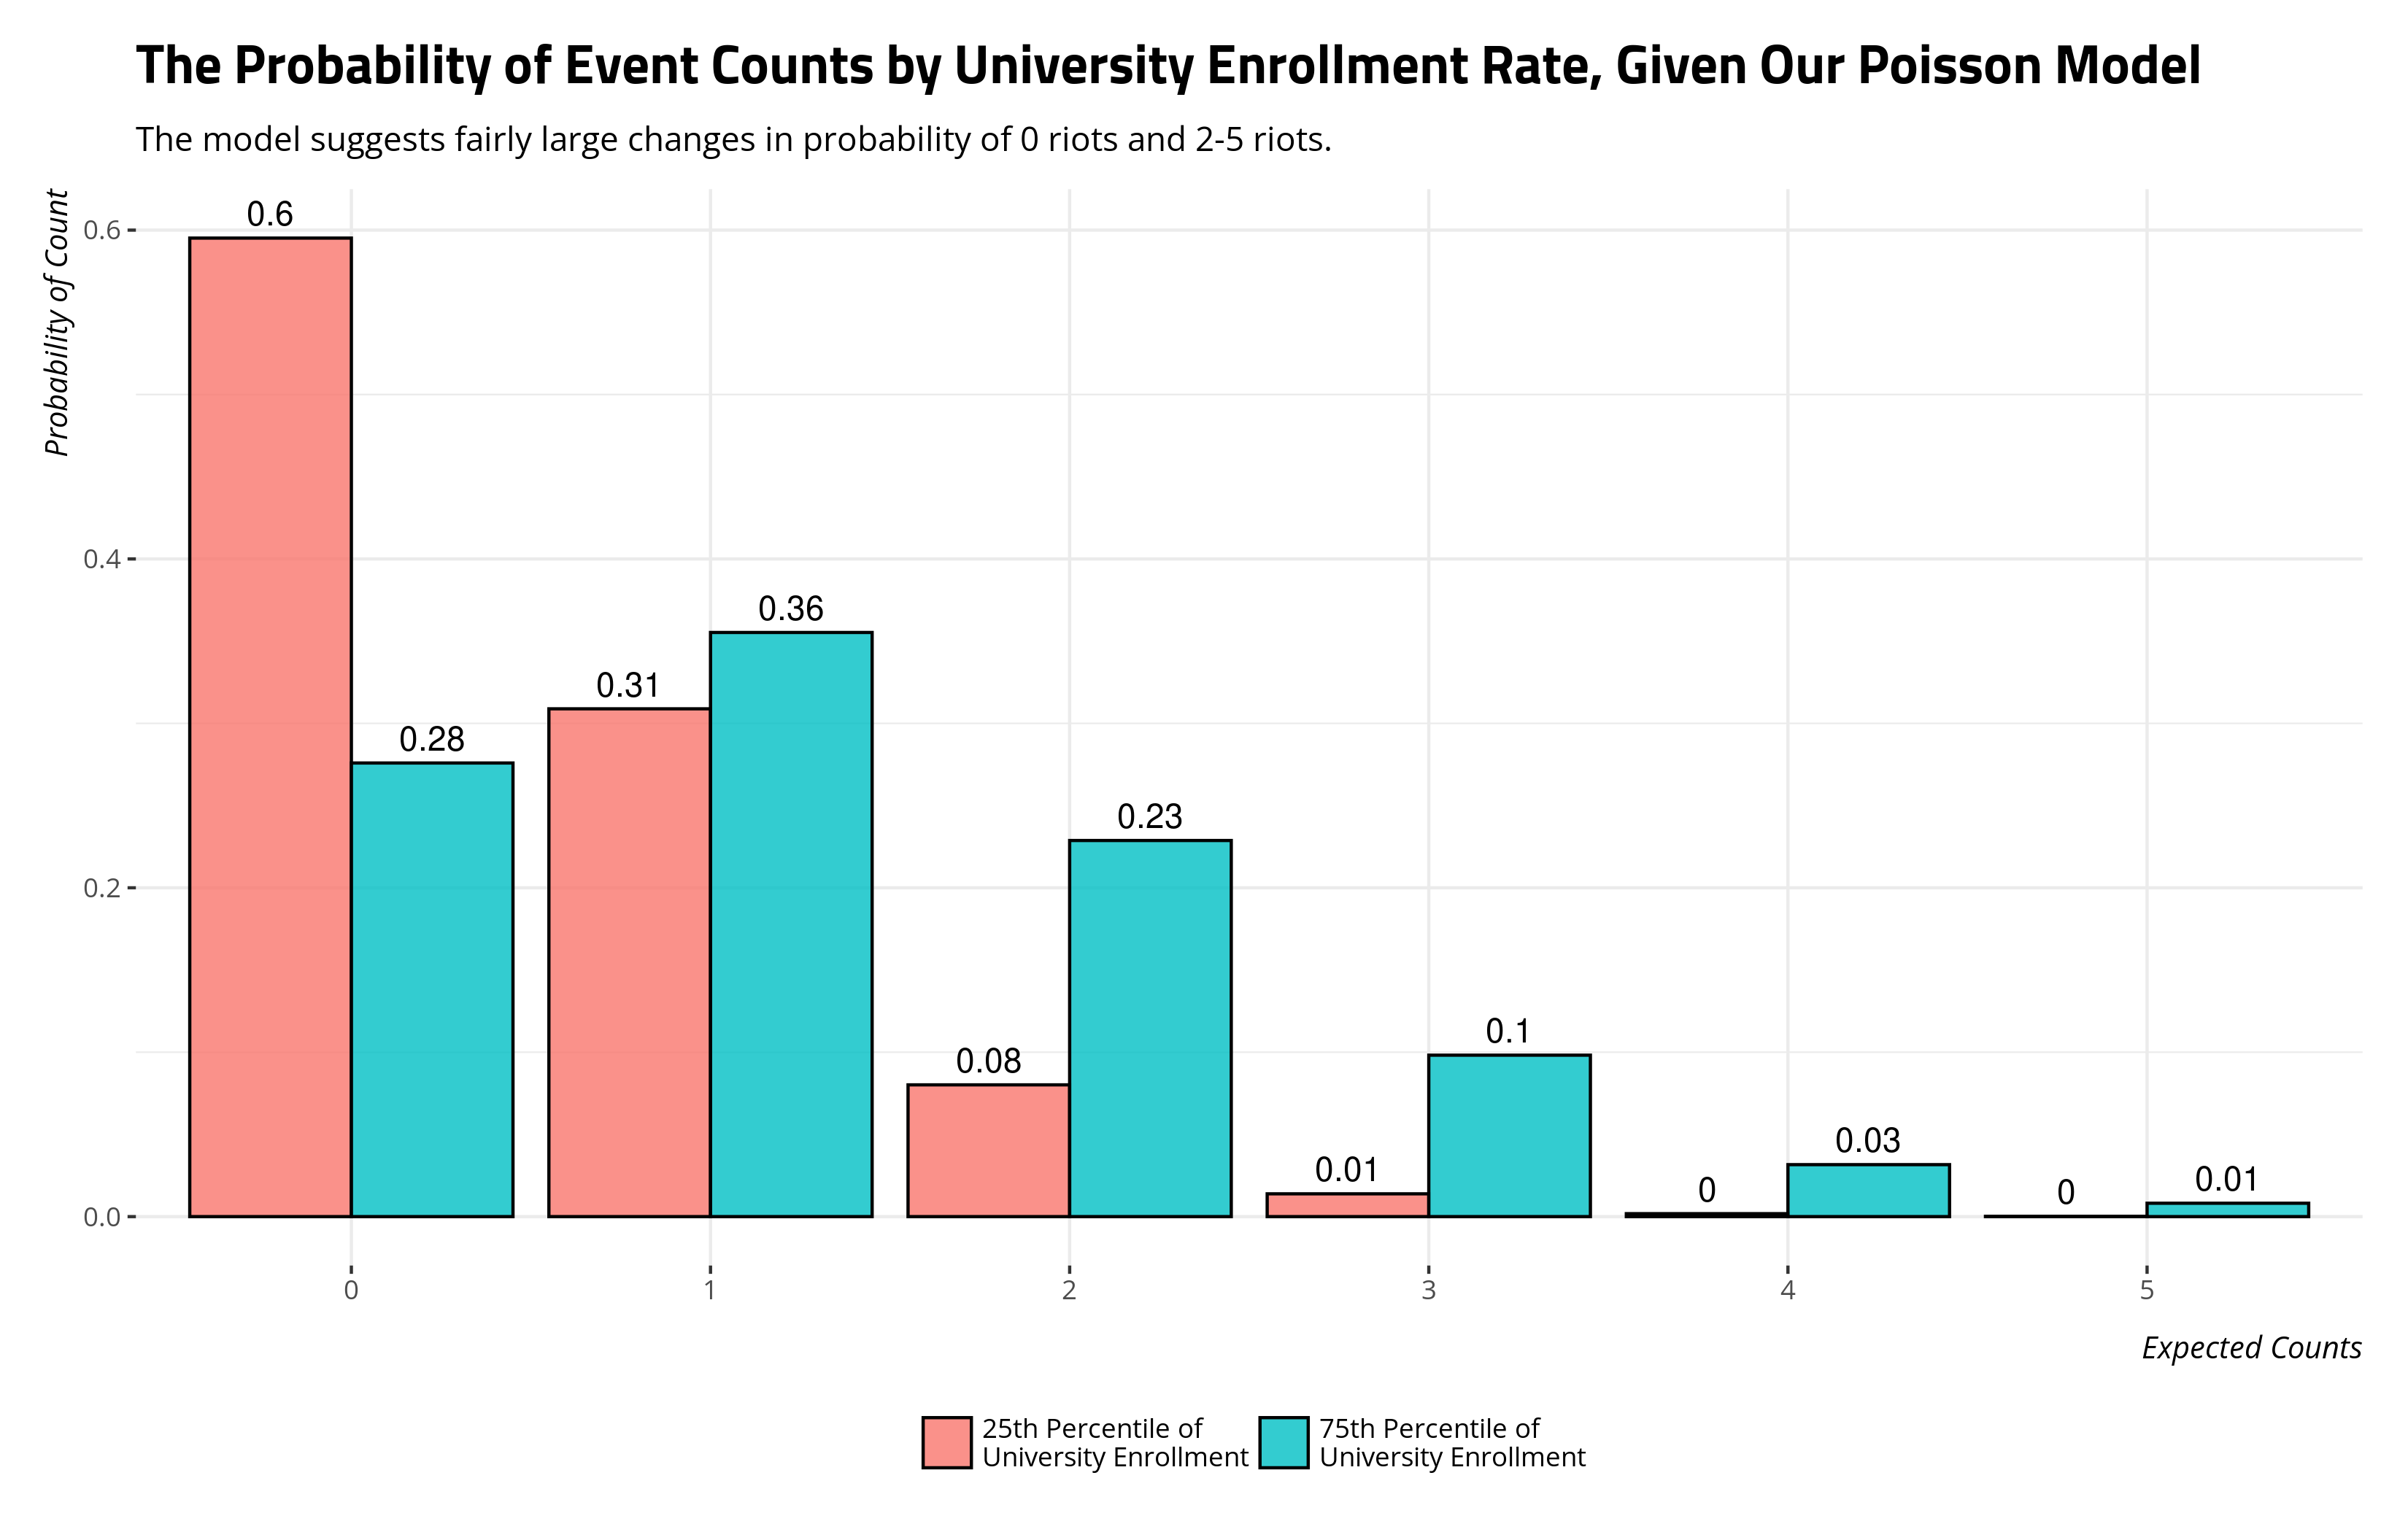 The Probability of Event Counts by University Enrollment Rate, Given Our Poisson Model
The model suggests fairly large changes in probability of 0 riots and 2-5 riots.
Probability of Count
0.6
0.4
0.2
0.0
0.6
0.28
0.31
0.36
0.08
0.23
0.01
0.1
0
0.03
0
0.01
0
1
2
3
4
5
Expected Counts
25th Percentile of
University Enrollment
75th Percentile of
University Enrollment